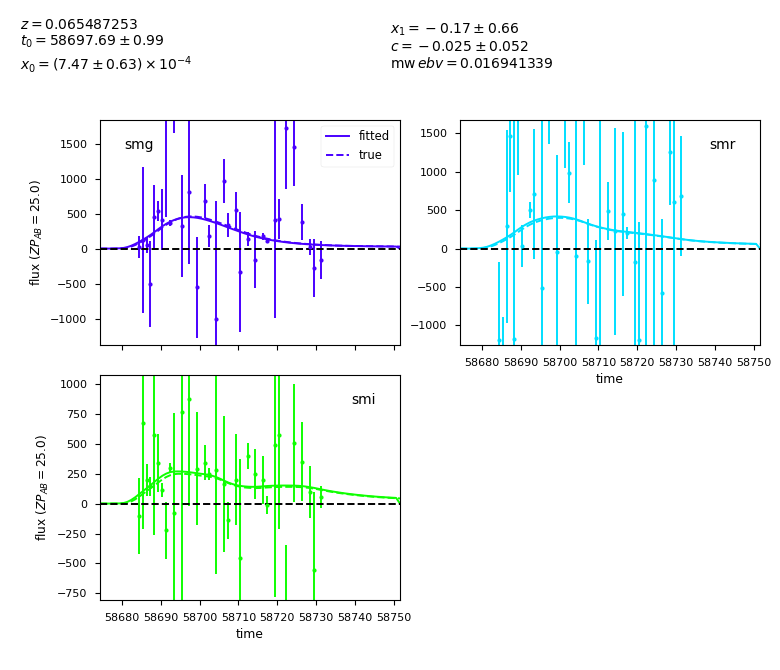 z = 0.065487253
t₀ = 58697.69 ± 0.99
x₀ = (7.47 ± 0.63) × 10⁻⁴
x₁ = −0.17 ± 0.66
c = −0.025 ± 0.052
mw ebv = 0.016941339
smg
fitted
true
1500
1000
500
0
−500
−1000
flux (ZP_AB = 25.0)
smr
1500
1000
500
0
−500
−1000
58680 58690 58700 58710 58720 58730 58740 58750
time
smi
1000
750
500
250
0
−250
−500
−750
flux (ZP_AB = 25.0)
58680 58690 58700 58710 58720 58730 58740 58750
time